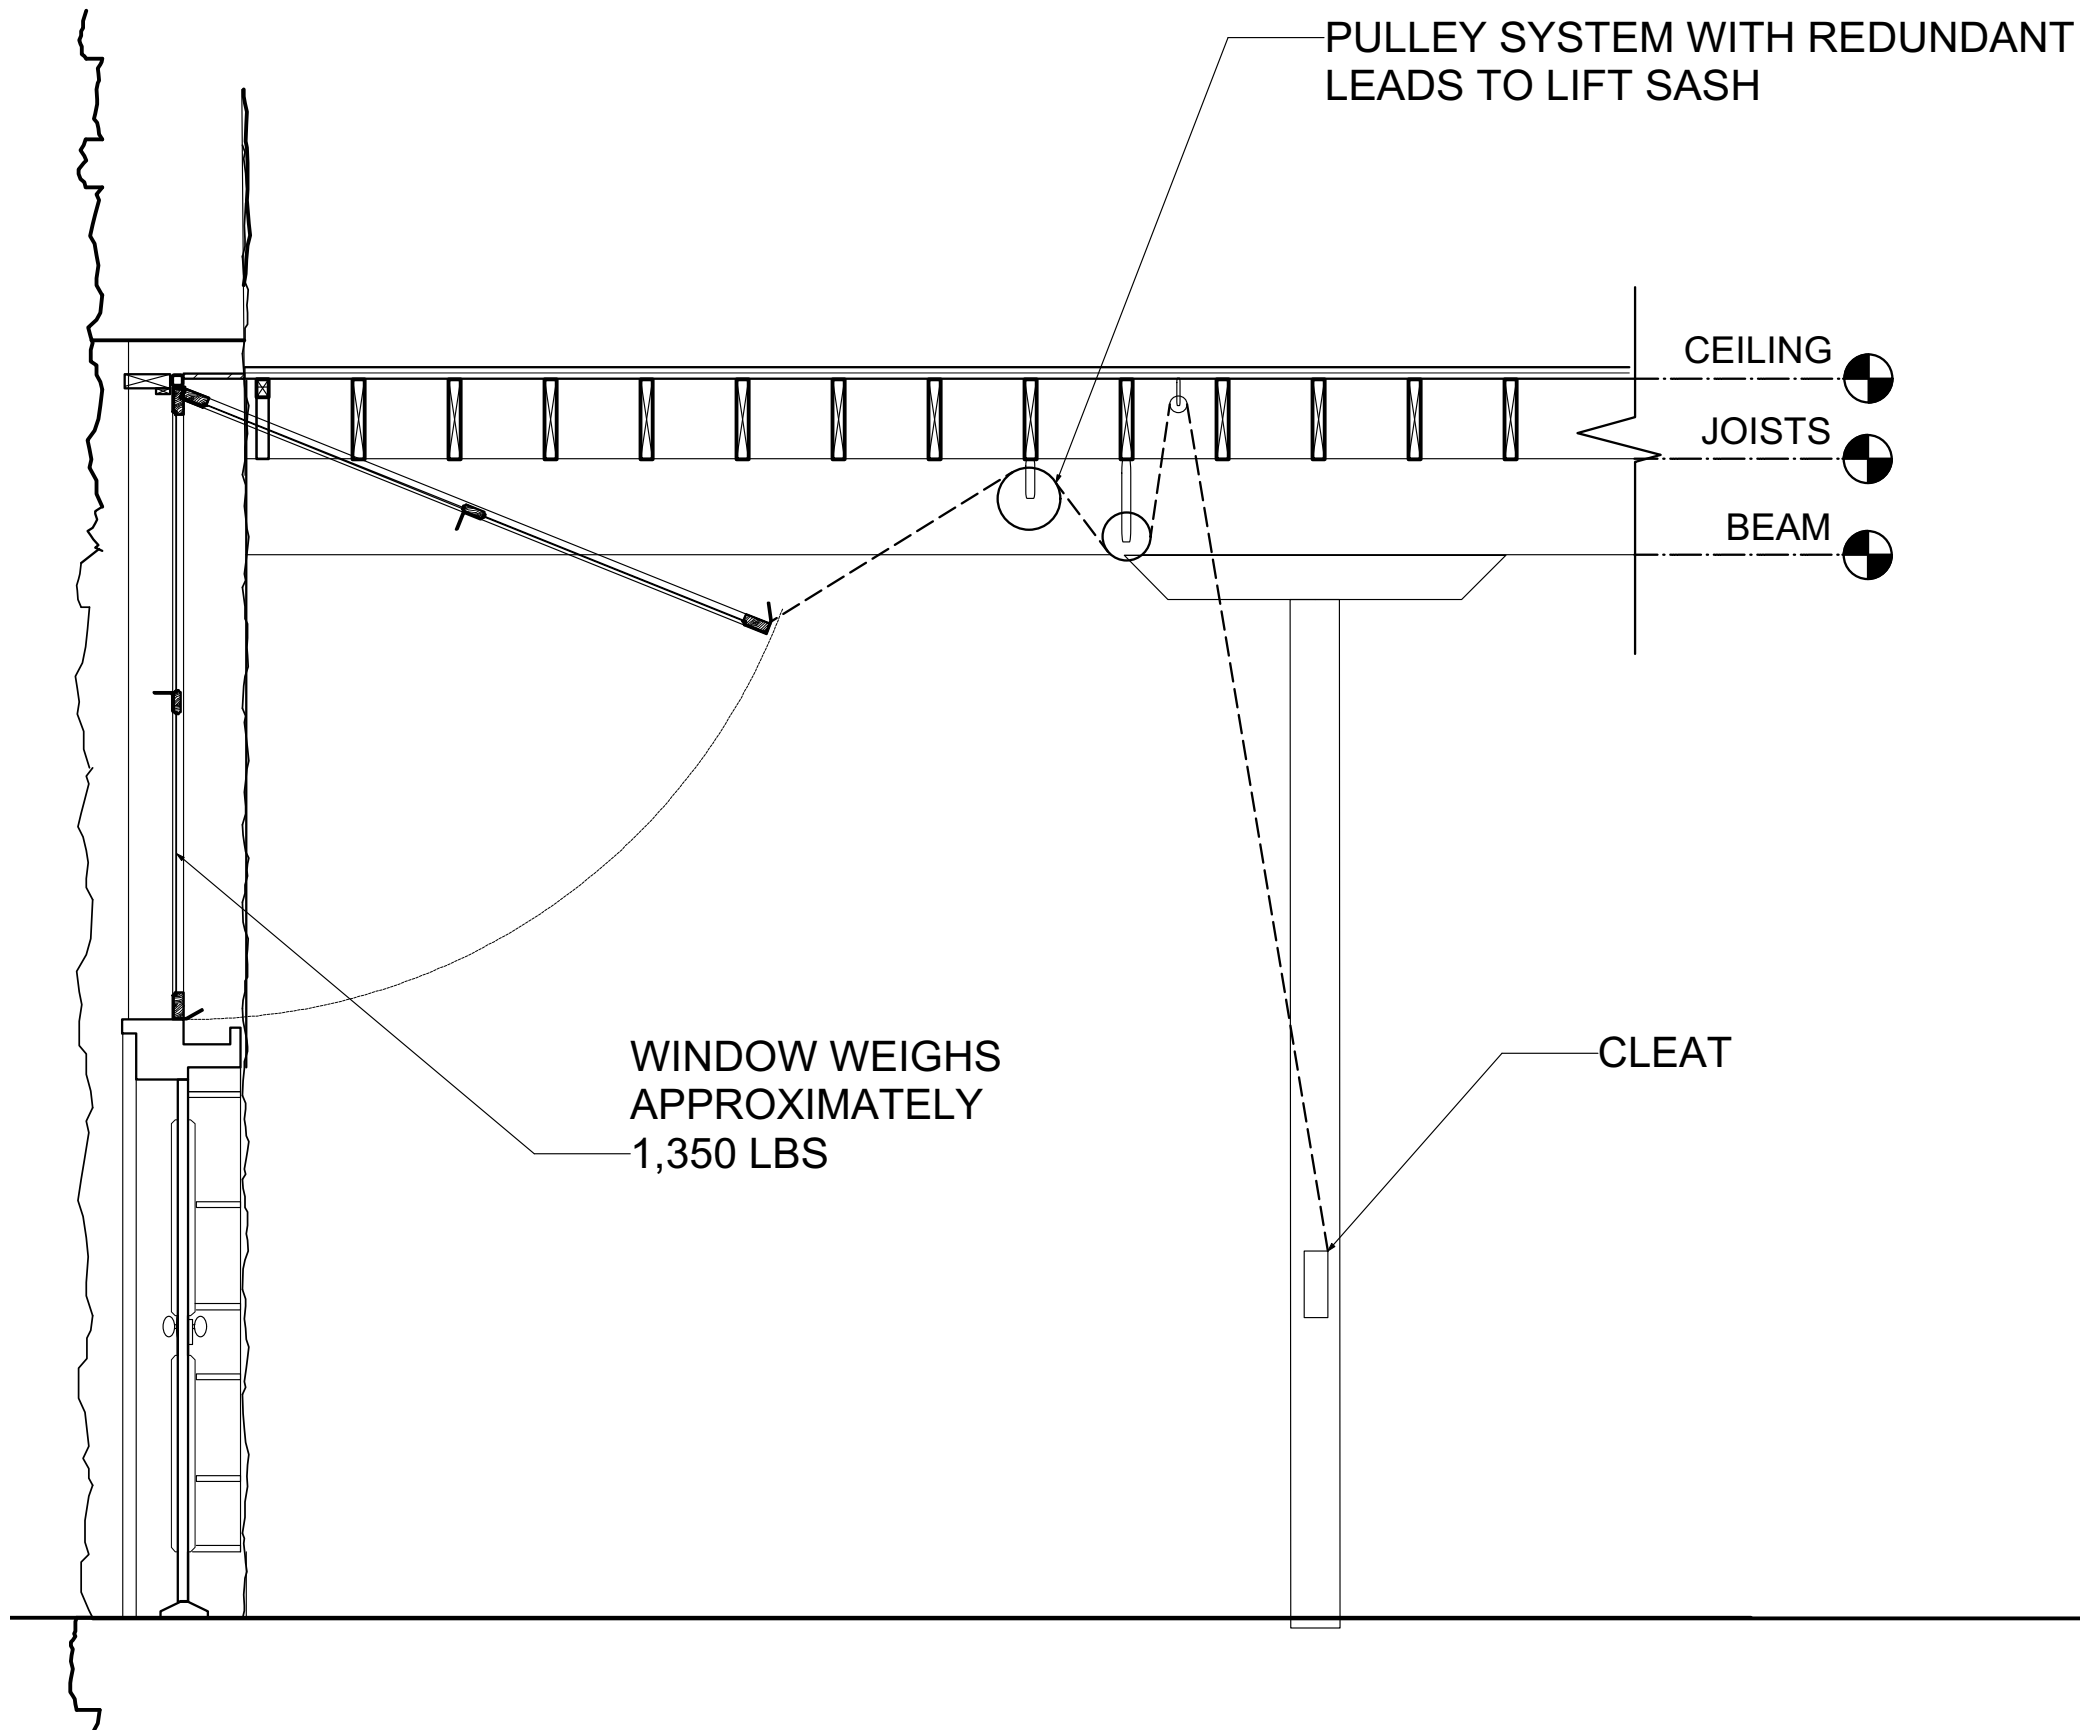 PULLEY SYSTEM WITH REDUNDANT
LEADS TO LIFT SASH
CEILING
JOISTS
BEAM
WINDOW WEIGHS
APPROXIMATELY
1,350 LBS
CLEAT